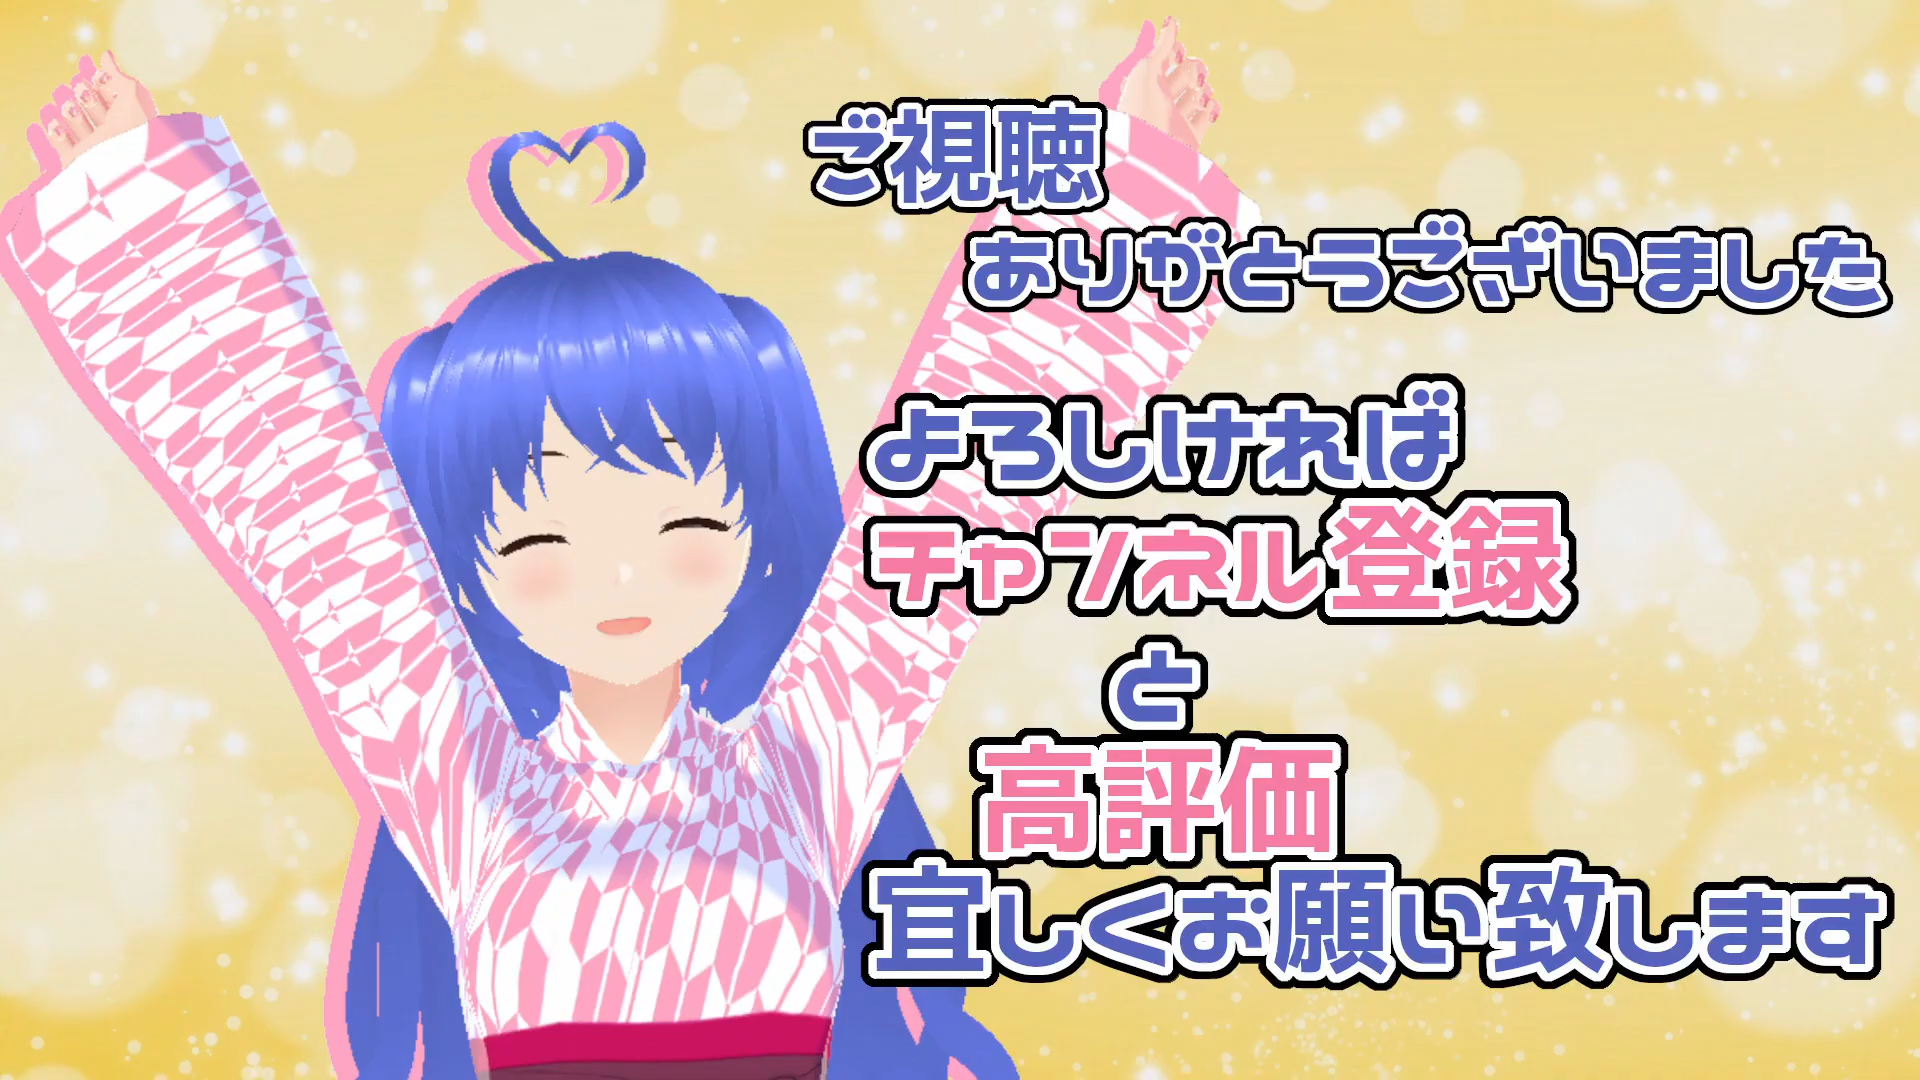 ご視聴
ありがとうございました
よろしければ
チャンネル登録
と
高評価
宜しくお願い致します